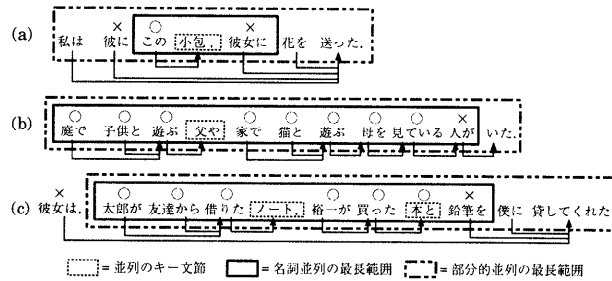 × ○ ×
(a) 私は 彼に この 小包, 彼女に 花を 送った.
○ ○ ○ ○ ○ ○ ○ ○ ×
(b) 庭で 子供と 遊ぶ 父や 家で 猫と 遊ぶ 母を 見ている 人が いた.
× ○ ○ ○ ○ ○ ○ ×
(c) 彼女は, 太郎が 友達から 借りた ノート, 裕一が 買った 本と 鉛筆を 僕に 貸してくれた
= 並列のキー文節 = 名詞並列の最長範囲 = 部分的並列の最長範囲